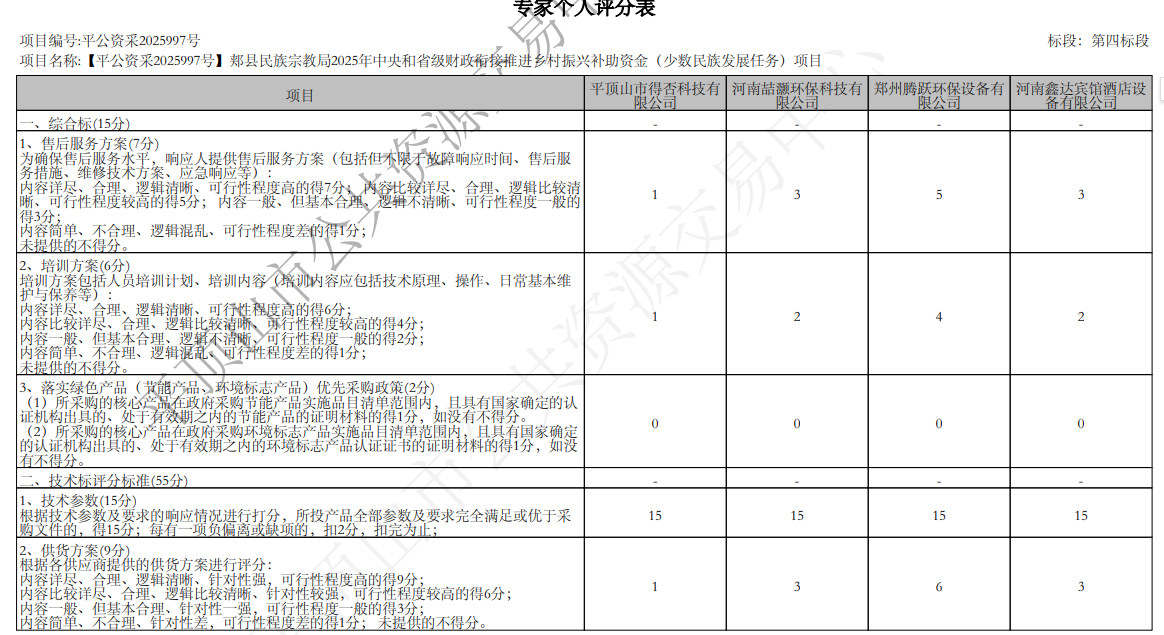 专家个人评分表
项目编号:平公资采2025997号
标段：第四标段
项目名称:【平公资采2025997号】郏县民族宗教局2025年中央和省级财政衔接推进乡村振兴补助资金（少数民族发展任务）项目
项目
平顶山市得否科技有
限公司
河南喆灏环保科技有
限公司
郑州腾跃环保设备有
限公司
河南鑫达宾馆酒店设
备有限公司
一、综合标(15分)
- - - -
1、售后服务方案(7分)
为确保售后服务水平，响应人提供售后服务方案（包括但不限于故障响应时间、售后服
务措施、维修技术方案、应急响应等）：
内容详尽、合理、逻辑清晰、可行性程度高的得7分； 内容比较详尽、合理、逻辑比较清
晰、可行性程度较高的得5分； 内容一般、但基本合理、逻辑不清晰、可行性程度一般的
得3分；
内容简单、不合理、逻辑混乱、可行性程度差的得1分；
未提供的不得分。
1 3 5 3
2、培训方案(6分)
培训方案包括人员培训计划、培训内容（培训内容应包括技术原理、操作、日常基本维
护与保养等）：
内容详尽、合理、逻辑清晰、可行性程度高的得6分；
内容比较详尽、合理、逻辑比较清晰、可行性程度较高的得4分；
内容一般、但基本合理、逻辑不清晰、可行性程度一般的得2分；
内容简单、不合理、逻辑混乱、可行性程度差的得1分；
未提供的不得分。
1 2 4 2
3、落实绿色产品（节能产品、环境标志产品）优先采购政策(2分)
（1）所采购的核心产品在政府采购节能产品实施品目清单范围内，且具有国家确定的认
证机构出具的、处于有效期之内的节能产品的证明材料的得1分，如没有不得分。
（2）所采购的核心产品在政府采购环境标志产品实施品目清单范围内，且具有国家确定
的认证机构出具的、处于有效期之内的环境标志产品认证证书的证明材料的得1分，如没
有不得分。
0 0 0 0
二、技术标评分标准(55分)
- - - -
1、技术参数(15分)
根据技术参数及要求的响应情况进行打分，所投产品全部参数及要求完全满足或优于采
购文件的，得15分；每有一项负偏离或缺项的，扣2分，扣完为止；
15 15 15 15
2、供货方案(9分)
根据各供应商提供的供货方案进行评分：
内容详尽、合理、逻辑清晰、针对性强，可行性程度高的得9分；
内容比较详尽、合理、逻辑比较清晰、针对性较强，可行性程度较高的得6分；
内容一般、但基本合理、针对性一强，可行性程度一般的得3分；
内容简单、不合理、针对性差，可行性程度差的得1分； 未提供的不得分。
1 3 6 3
平顶山市公共资源交易中
顶山市公共资源交易中心